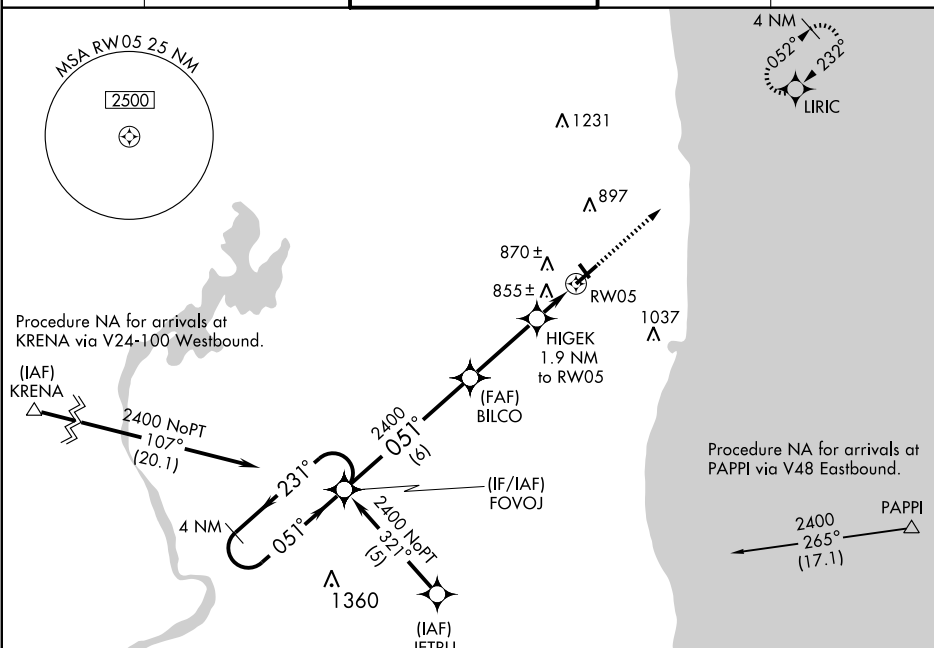 MSA RW05 25 NM
2500
4 NM
052°
232°
LIRIC
1231
897
870 ±
855 ±
RW05
1037
HIGEK
1.9 NM
to RW05
Procedure NA for arrivals at
KRENA via V24-100 Westbound.
(IAF)
KRENA
2400 NoPT
107°
(20.1)
(FAF)
BILCO
2400
051°
(6)
231°
051°
4 NM
(IF/IAF)
FOVOJ
2400 NoPT
321°
(5)
1360
(IAF)
Procedure NA for arrivals at
PAPPI via V48 Eastbound.
PAPPI
2400
265°
(17.1)